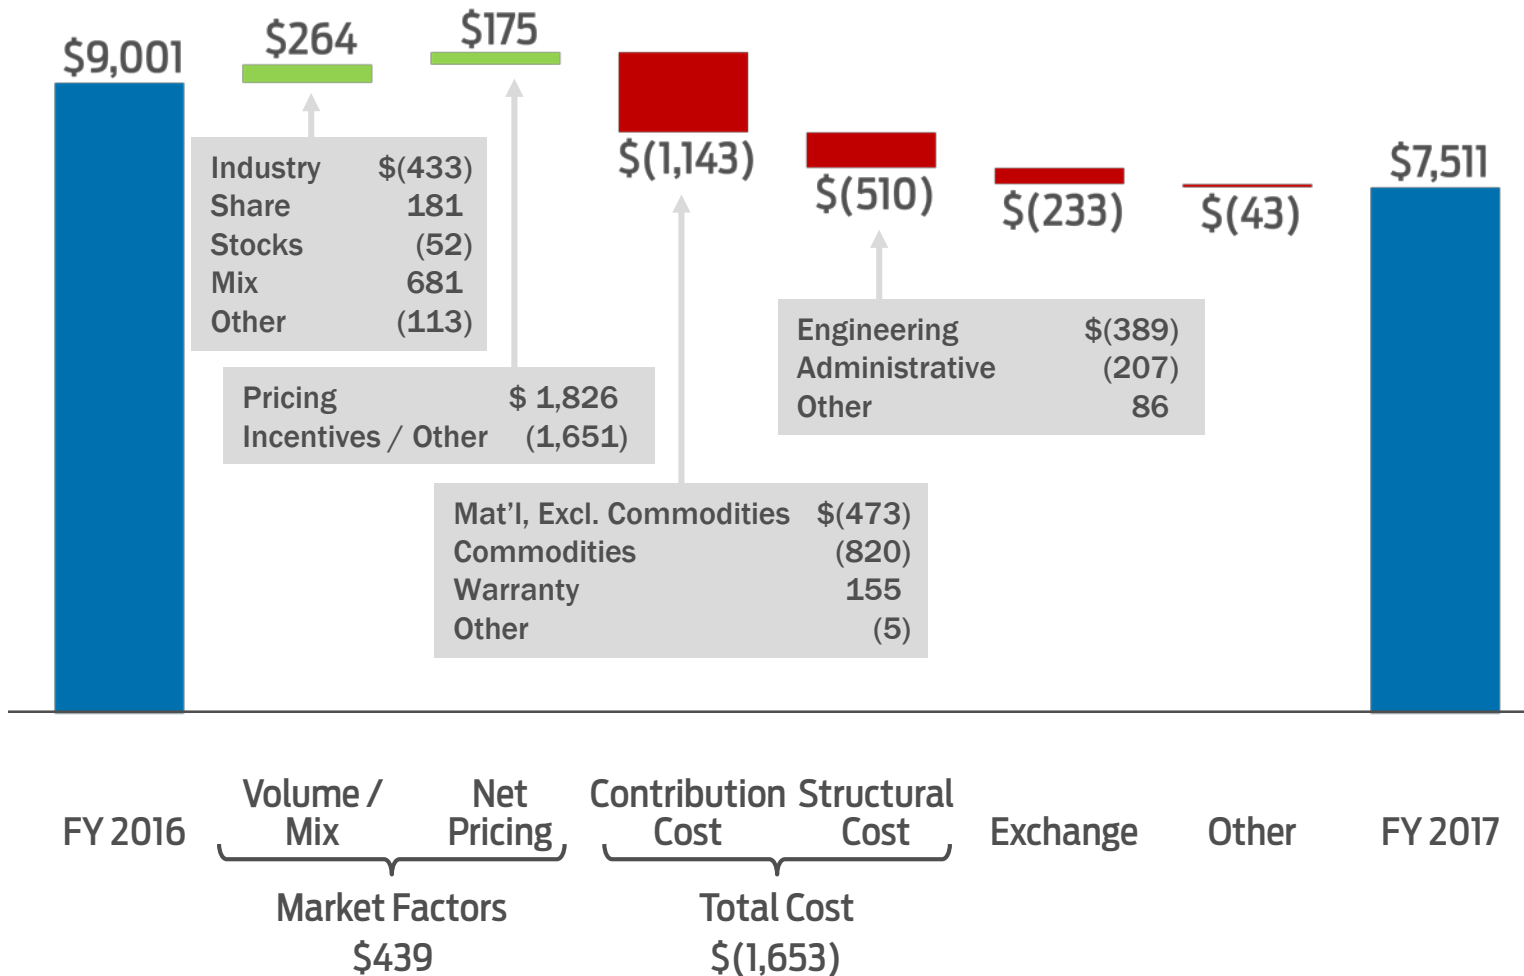 $9,001
$264
$175
$(1,143)
$(510)
$(233)
$(43)
$7,511
Industry $(433)
Share 181
Stocks (52)
Mix 681
Other (113)
Pricing $ 1,826
Incentives / Other (1,651)
Mat'l, Excl. Commodities $(473)
Commodities (820)
Warranty 155
Other (5)
Engineering $(389)
Administrative (207)
Other 86
FY 2016
Volume /
Mix
Net
Pricing
Contribution
Cost
Structural
Cost
Exchange
Other
FY 2017
Market Factors
$439
Total Cost
$(1,653)